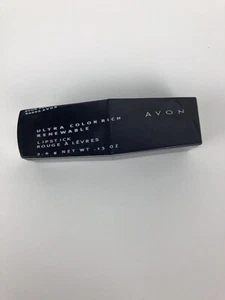 ULTRA COLOR RICH
RENEWABLE
LIPSTICK
ROUGE À LÈVRES
NET WT .13 OZ
AVON